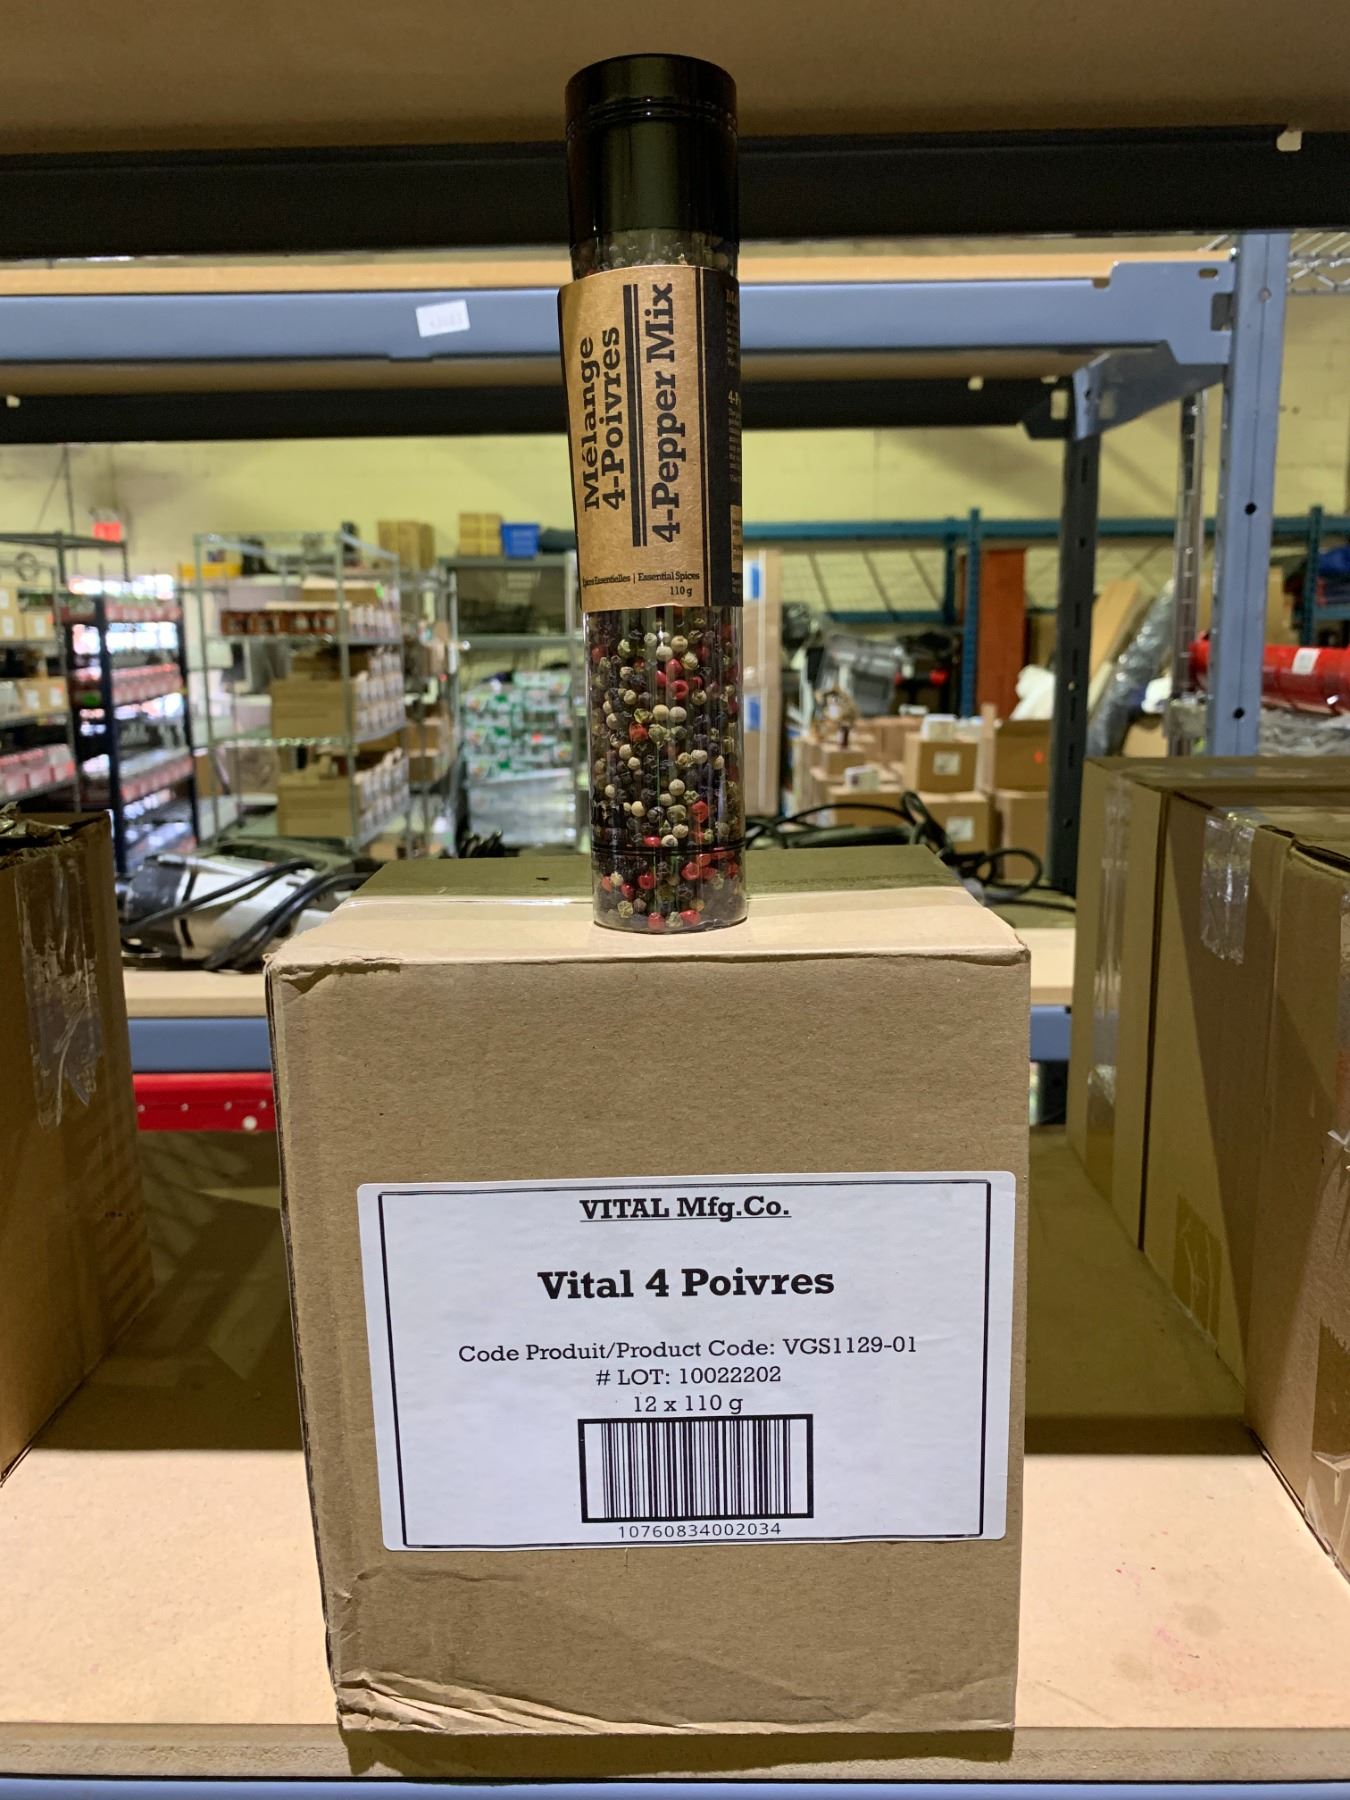 Mélange
4-Poivres
4-Pepper Mix
Essentielles | Essential Spices
110 g
VITAL Mfg.Co.
Vital 4 Poivres
Code Produit/Product Code: VGS1129-01
# LOT: 10022202
12 x 110 g
10760834002034